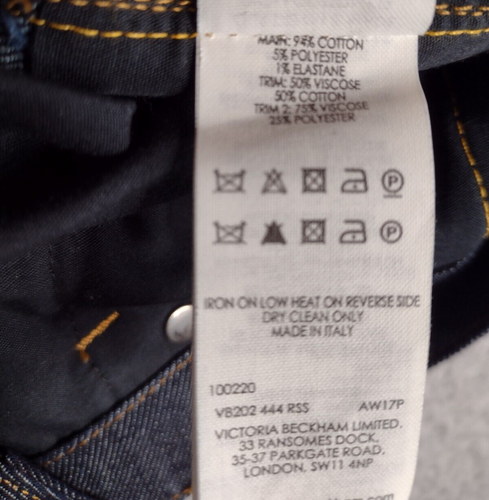 MAIN: 94% COTTON
5% POLYESTER
1% ELASTANE
TRIM: 50% VISCOSE
50% COTTON
TRIM 2: 75% VISCOSE
25% POLYESTER
P
P
IRON ON LOW HEAT ON REVERSE SIDE
DRY CLEAN ONLY
MADE IN ITALY
100220
VB202 444 RSS AW17P
VICTORIA BECKHAM LIMITED,
33 RANSOMES DOCK,
35-37 PARKGATE ROAD,
LONDON, SW11 4NP